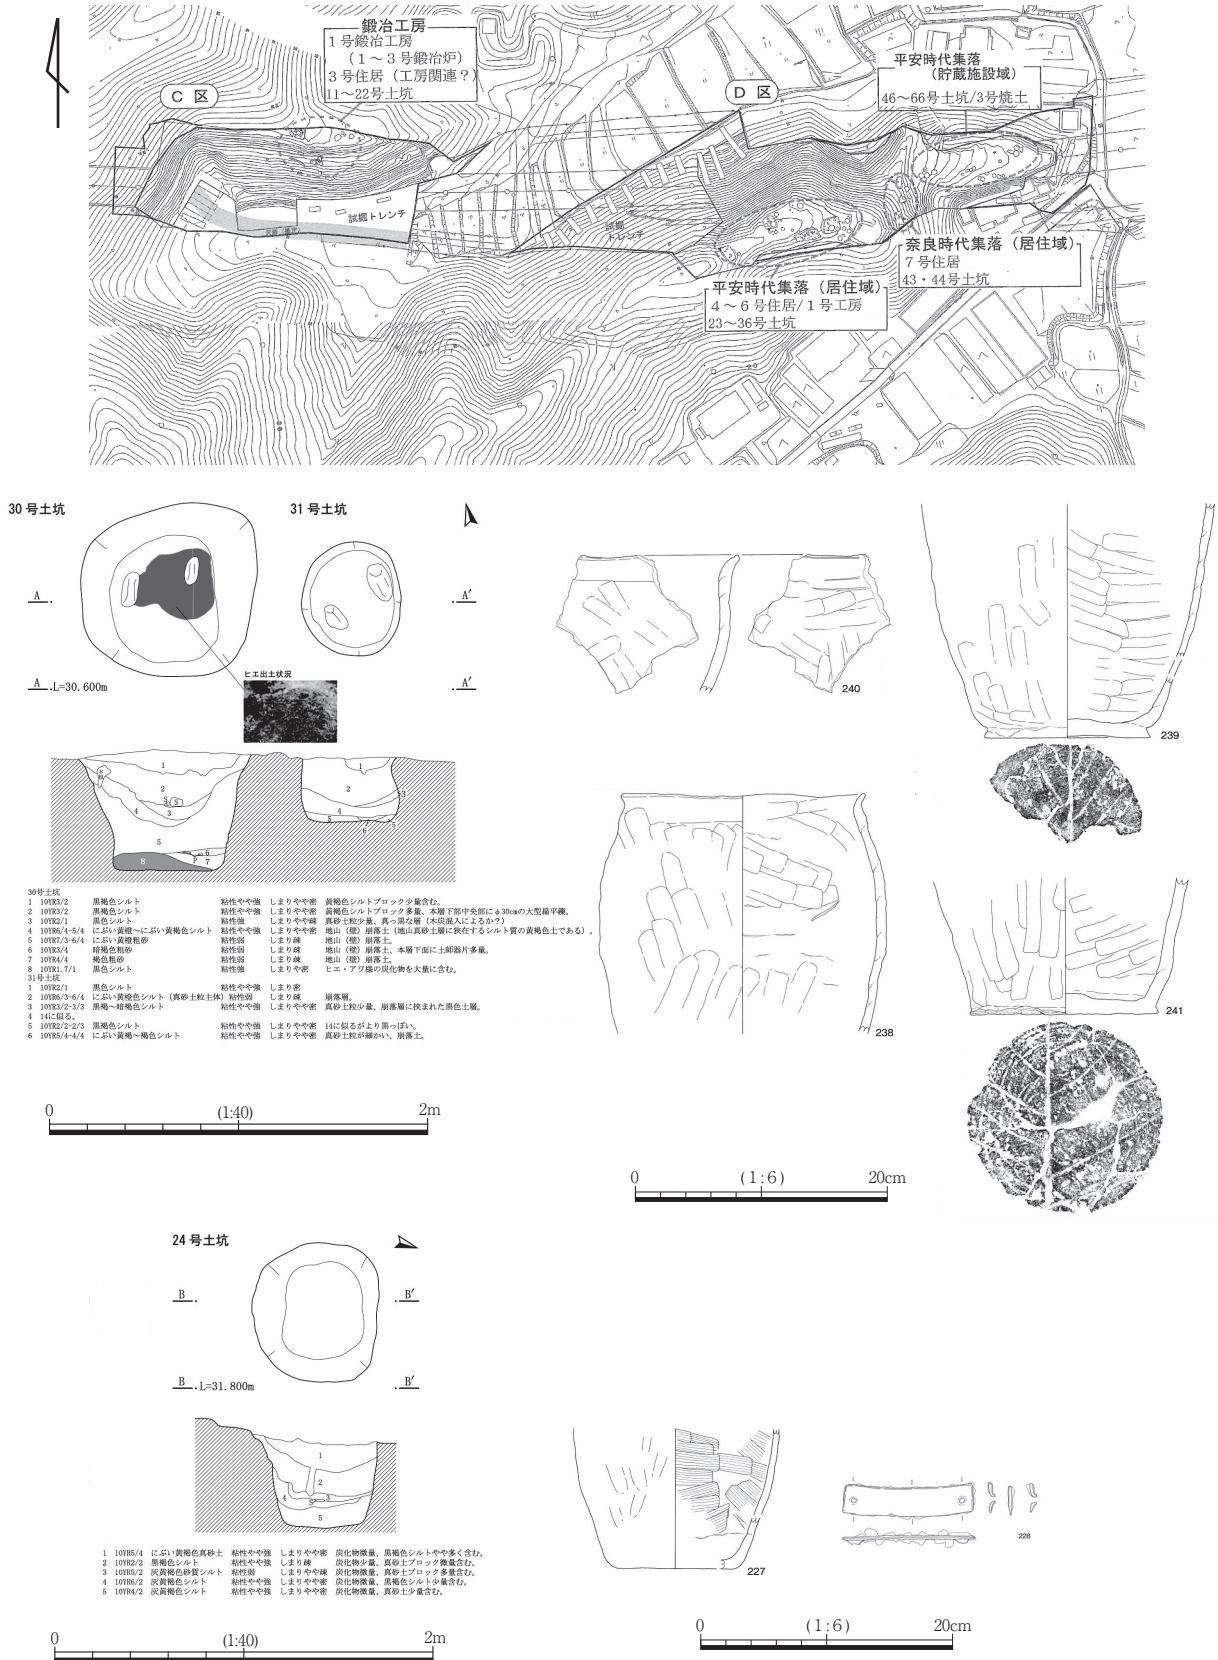 鍛冶工房
1号鍛冶工房
（1～3号鍛冶炉）
3号住居（工房関連？）
11～22号土坑
C 区
D 区
平安時代集落
（貯蔵施設域）
46～66号土坑/3号焼土
試掘トレンチ
試掘
トレンチ
奈良時代集落（居住域）
7号住居
43・44号土坑
平安時代集落（居住域）
4～6号住居/1号工房
23～36号土坑
30号土坑
31号土坑
A
A′
A
L=30.600m
A′
ヒエ出土状況
1
2
S
S
3
4
5
6
P
7
8
1
2
3
4
5
6
5
30号土坑
1 10YR3/2 黒褐色シルト 粘性やや強 しまりやや密 黄褐色シルトブロック少量含む。
2 10YR3/2 黒褐色シルト 粘性やや強 しまりやや密 黄褐色シルトブロック多量、本層下部中央部にφ30cmの大型扁平礫。
3 10YR2/1 黒色シルト 粘性強 しまりやや疎 真砂土粒少量、真っ黒な層（木炭混入によるか？）
4 10YR6/4-5/4 にぶい黄橙～にぶい黄褐色シルト 粘性やや強 しまりやや密 地山（壁）崩落土（地山真砂土層に狭在するシルト質の黄褐色土である）。
5 10YR7/3-6/4 にぶい黄橙粗砂 粘性弱 しまり疎 地山（壁）崩落土。
6 10YR3/4 暗褐色粗砂 粘性弱 しまり疎 地山（壁）崩落土、本層下面に土師器片多量。
7 10YR4/4 褐色粗砂 粘性弱 しまり疎 地山（壁）崩落土。
8 10YR1.7/1 黒色シルト 粘性強 しまりや密 ヒエ・アワ様の炭化物を大量に含む。
31号土坑
1 10YR2/1 黒色シルト 粘性やや強 しまり密
2 10YR6/3-6/4 にぶい黄橙色シルト（真砂土粒主体）粘性弱 しまり疎 崩落層。
3 10YR3/2-3/3 黒褐～暗褐色シルト 粘性やや強 しまりやや密 真砂土粒少量、崩落層に挟まれた黒色土層。
4 14に似る。
5 10YR2/2-2/3 黒褐色シルト 粘性やや強 しまりやや密 14に似るがより黒っぽい。
6 10YR5/4-4/4 にぶい黄褐～褐色シルト 粘性やや強 しまりやや密 真砂土粒が細かい、崩落土。
0 (1:40) 2m
240
239
238
241
0 (1:6) 20cm
24号土坑
B
B′
B
L=31.800m
B′
1
2
3
4
S
5
1 10YR5/4 にぶい黄褐色真砂土 粘性やや強 しまりやや密 炭化物微量、黒褐色シルトやや多く含む。
2 10YR2/2 黒褐色シルト 粘性やや強 しまり疎 炭化物少量、真砂土ブロック微量含む。
3 10YR5/2 灰黄褐色砂質シルト 粘性弱 しまりやや疎 炭化物微量、真砂土ブロック多量含む。
4 10YR6/2 灰黄褐色シルト 粘性やや強 しまりやや密 炭化物微量、黒褐色シルト少量含む。
5 10YR4/2 灰黄褐色シルト 粘性やや強 しまりやや密 炭化物微量、真砂土少量含む。
0 (1:40) 2m
227
228
0 (1:6) 20cm